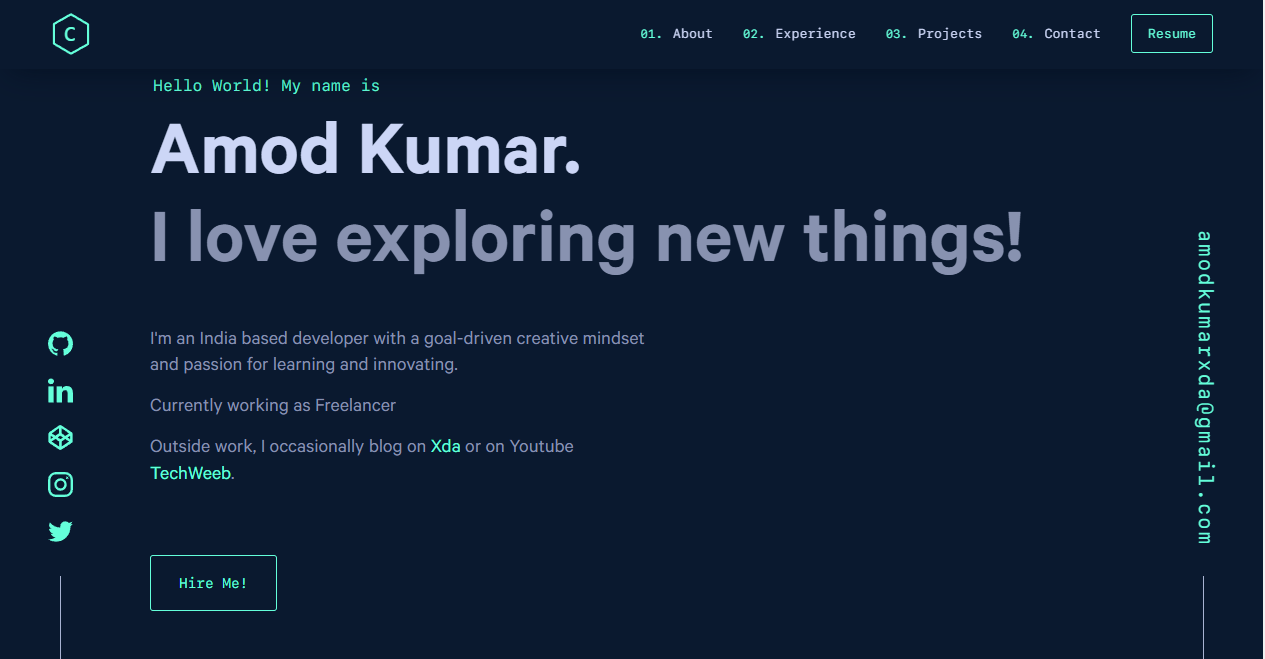 C
01. About 02. Experience 03. Projects 04. Contact Resume
Hello World! My name is
Amod Kumar.
I love exploring new things!
I'm an India based developer with a goal-driven creative mindset
and passion for learning and innovating.
Currently working as Freelancer
Outside work, I occasionally blog on Xda or on Youtube
TechWeeb.
Hire Me!
in
amodkumarxda@gmail.com